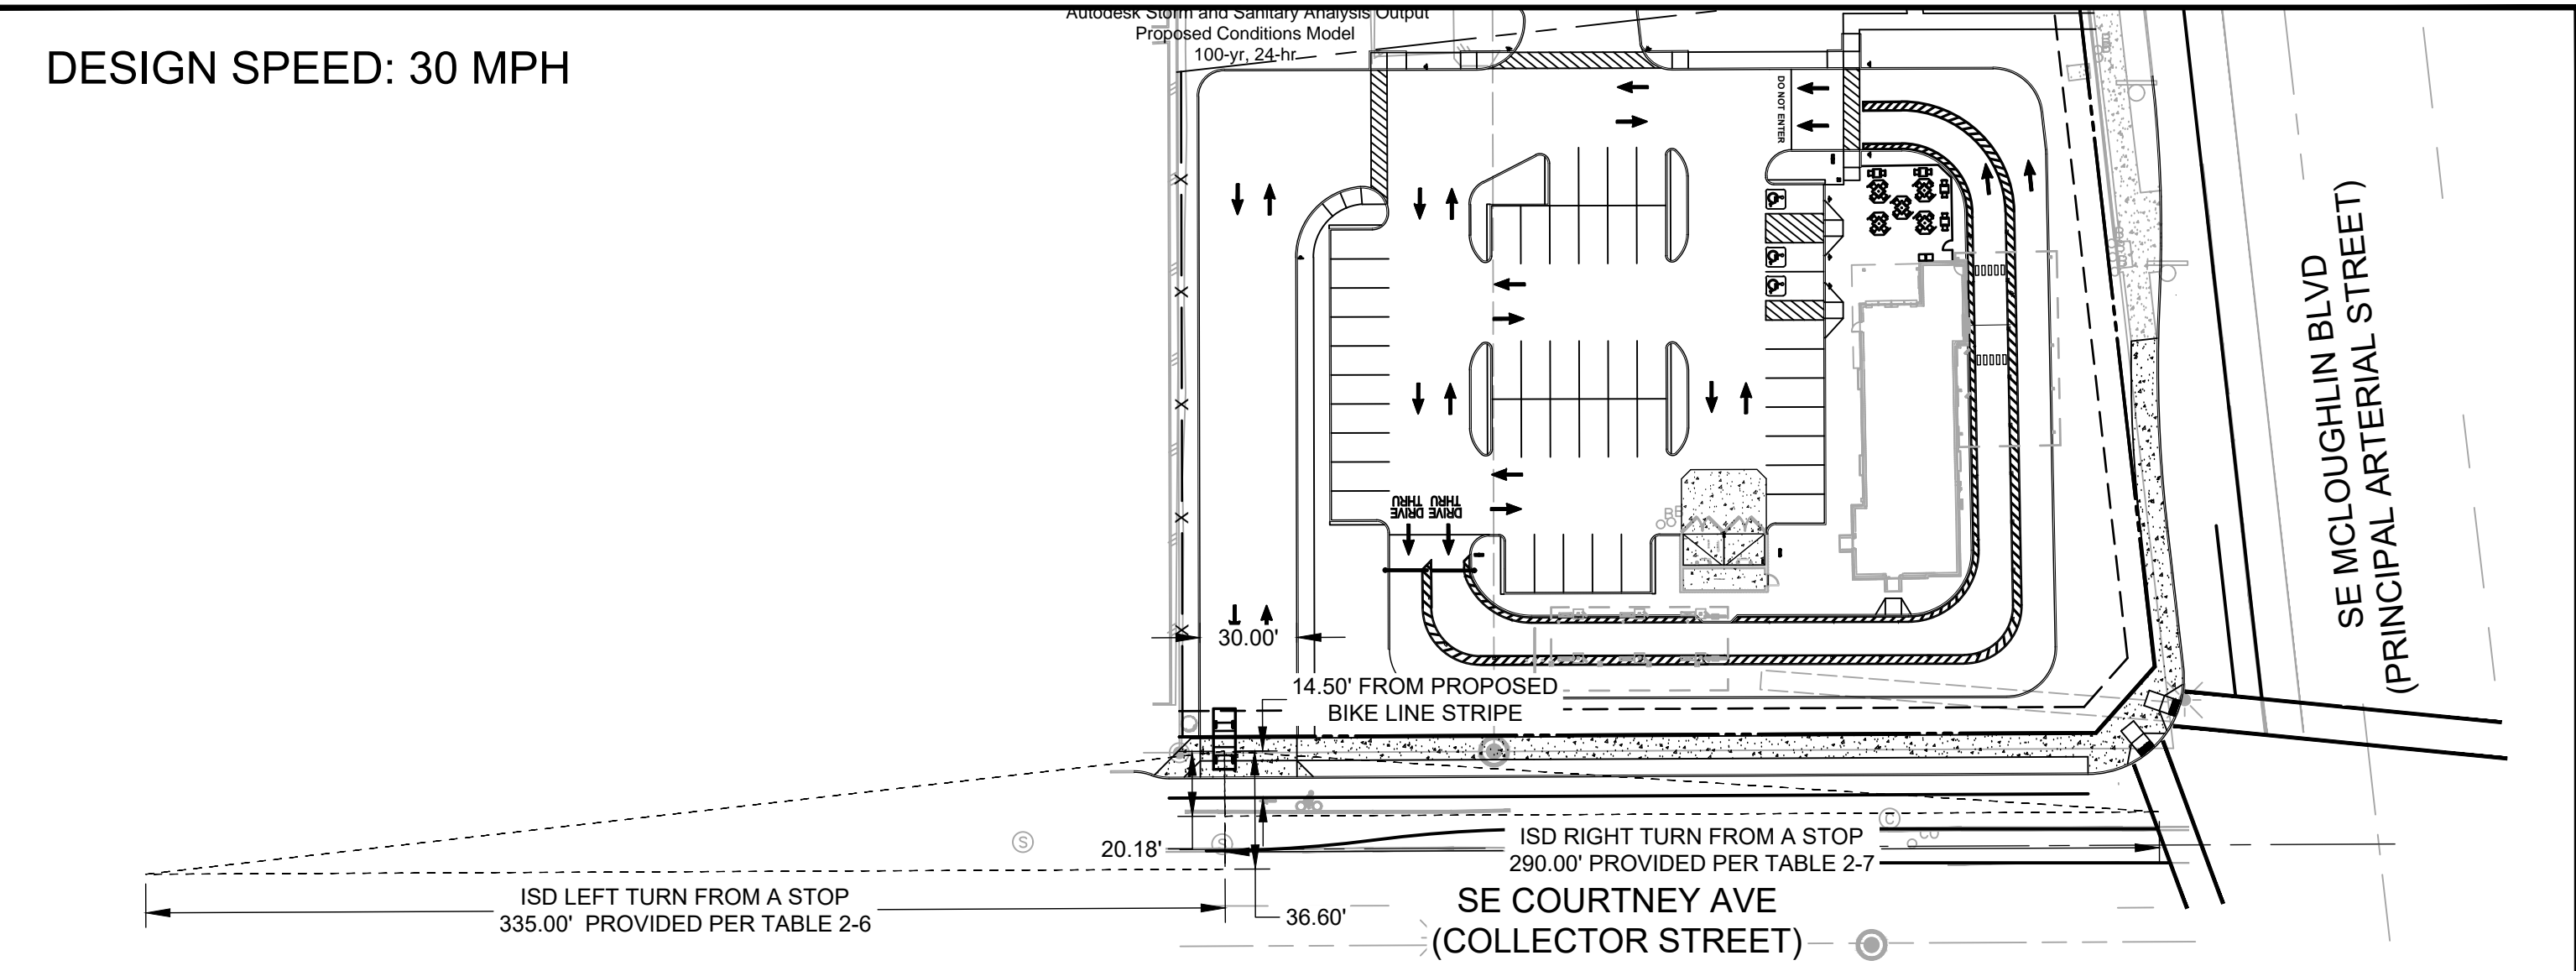 Autodesk Storm and Sanitary Analysis Output
Proposed Conditions Model
100-yr, 24-hr
DESIGN SPEED: 30 MPH
DO NOT ENTER
SE MCLOUGHLIN BLVD
(PRINCIPAL ARTERIAL STREET)
DRIVE THRU
DRIVE THRU
30.00'
14.50' FROM PROPOSED
BIKE LINE STRIPE
20.18'
ISD RIGHT TURN FROM A STOP
290.00' PROVIDED PER TABLE 2-7
ISD LEFT TURN FROM A STOP
335.00' PROVIDED PER TABLE 2-6
36.60'
SE COURTNEY AVE
(COLLECTOR STREET)
S
S
C
CO